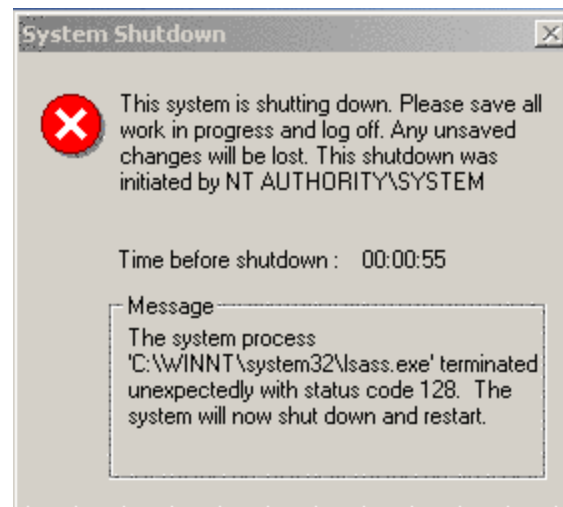 System Shutdown
This system is shutting down. Please save all
work in progress and log off. Any unsaved
changes will be lost. This shutdown was
initiated by NT AUTHORITY\SYSTEM
Time before shutdown : 00:00:55
Message
The system process
'C:\WINNT\system32\lsass.exe' terminated
unexpectedly with status code 128. The
system will now shut down and restart.